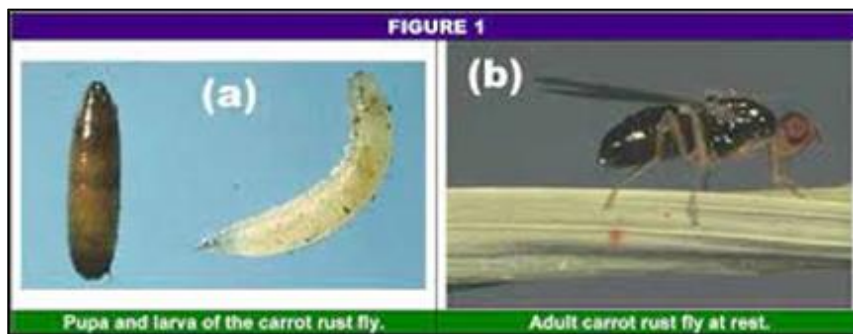 FIGURE 1
(a)
(b)
Pupa and larva of the carrot rust fly.
Adult carrot rust fly at rest.